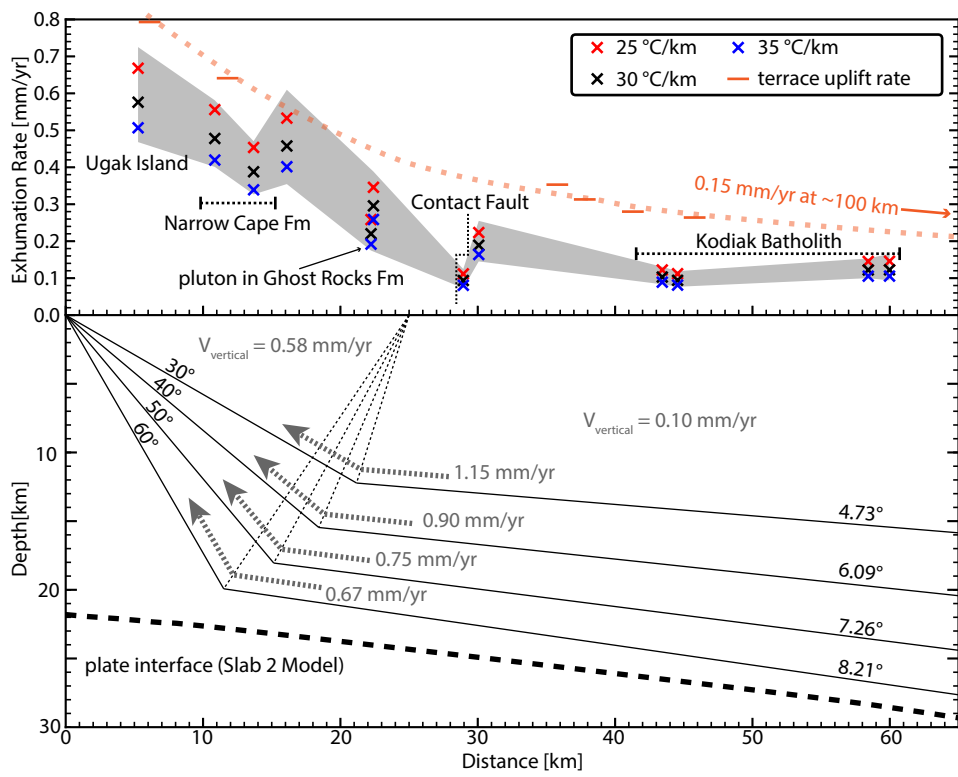 0.8
0.7
0.6
0.5
0.4
0.3
0.2
0.1
0.0
Exhumation Rate [mm/yr]
25 °C/km
35 °C/km
30 °C/km
terrace uplift rate
Ugak Island
Narrow Cape Fm
pluton in Ghost Rocks Fm
Contact Fault
0.15 mm/yr at ~100 km
Kodiak Batholith
Vvertical = 0.58 mm/yr
Vvertical = 0.10 mm/yr
30°
40°
50°
60°
1.15 mm/yr
0.90 mm/yr
0.75 mm/yr
0.67 mm/yr
4.73°
6.09°
7.26°
8.21°
plate interface (Slab 2 Model)
10
20
30
Depth[km]
0 10 20 30 40 50 60
Distance [km]